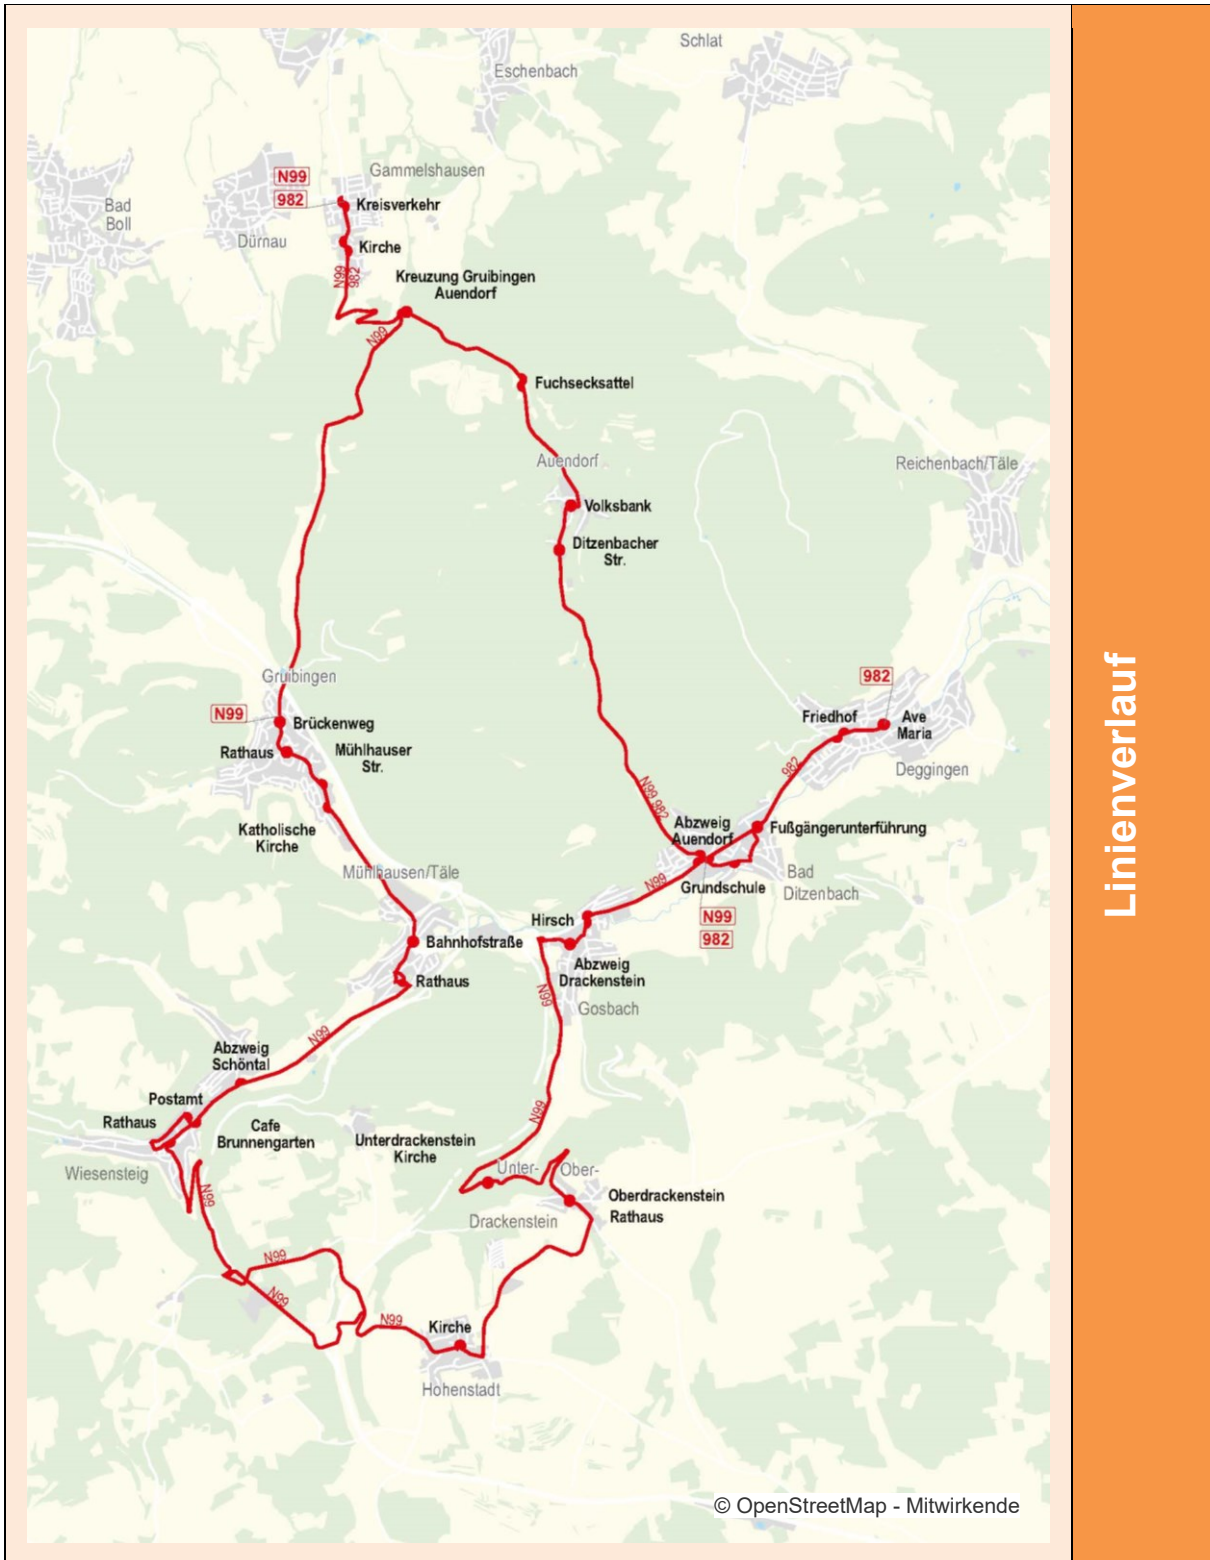 Schlat
Eschenbach
Gammelshausen
N99
982
Kreisverkehr
Bad
Boll
Dürnau
Kirche
N99
982
Kreuzung Gruibingen
Auendorf
N99
Fuchsecksattel
Auendorf
Reichenbach/Täle
Volksbank
Ditzenbacher
Str.
Gruibingen
N99
Brückenweg
Rathaus
Mühlhauser
Str.
982
Friedhof
Ave
Maria
Deggingen
982
N99 982
Katholische
Kirche
Abzweig
Auendorf
Fußgängerunterführung
Mühlhausen/Täle
N99
Grundschule
Bad
Ditzenbach
Hirsch
N99
982
Bahnhofstraße
Rathaus
Abzweig
Drackenstein
N99
Gosbach
N99
Abzweig
Schöntal
Postamt
Rathaus
Cafe
Brunnengarten
N99
Unterdrackenstein
Kirche
Wiesensteig
Unter-
Ober-
N99
Oberdrackenstein
Rathaus
Drackenstein
N99
N99
N99
Kirche
Hohenstadt
© OpenStreetMap - Mitwirkende
Linienverlauf